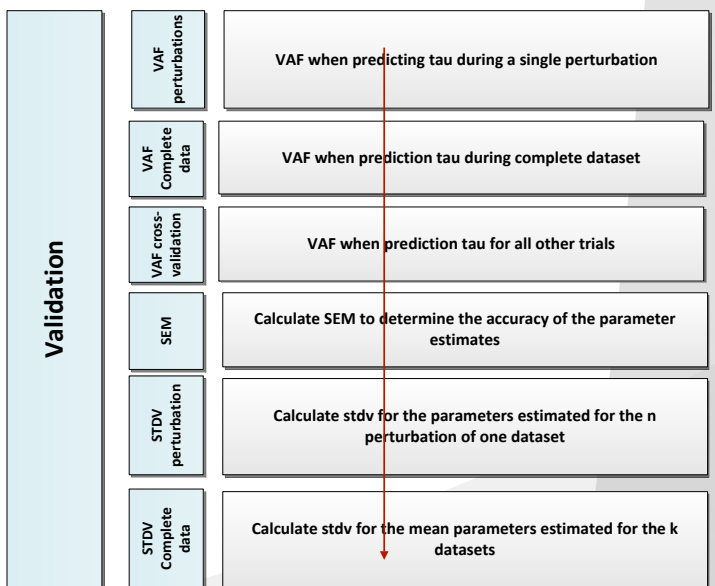 Validation
VAF
perturbations
VAF when predicting tau during a single perturbation
VAF
Complete
data
VAF when prediction tau during complete dataset
VAF cross-
validation
VAF when prediction tau for all other trials
SEM
Calculate SEM to determine the accuracy of the parameter
estimates
STDV
perturbation
Calculate stdv for the parameters estimated for the n
perturbation of one dataset
STDV
Complete
data
Calculate stdv for the mean parameters estimated for the k
datasets